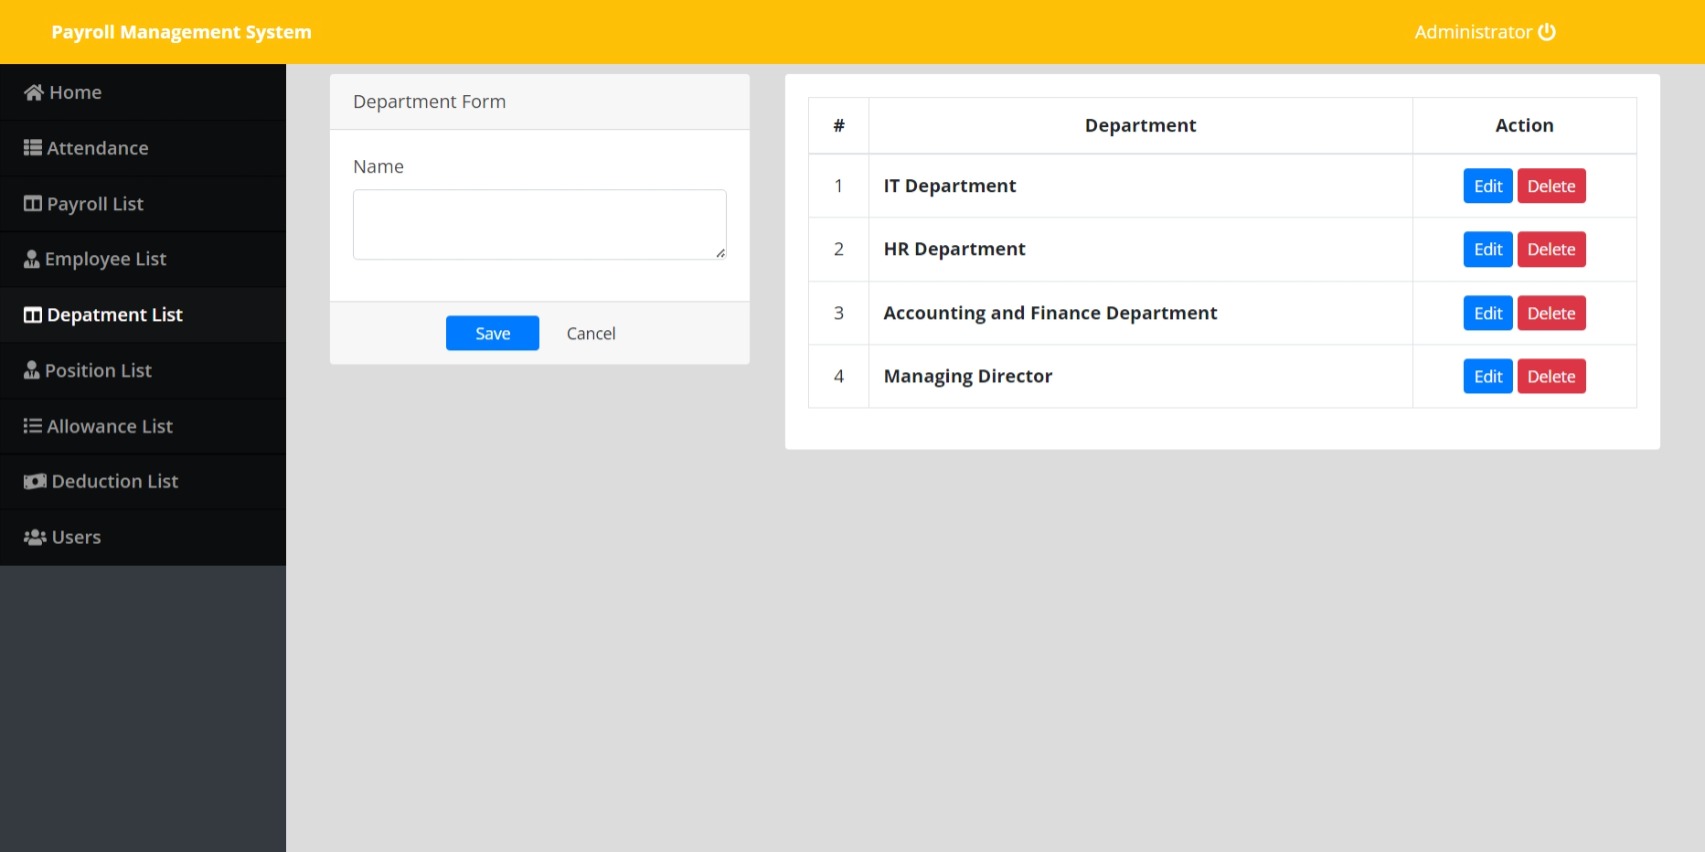 Payroll Management System
Administrator
Home
Attendance
Payroll List
Employee List
Depatment List
Position List
Allowance List
Deduction List
Users
Department Form
Name
Save Cancel
# Department Action
1 IT Department Edit Delete
2 HR Department Edit Delete
3 Accounting and Finance Department Edit Delete
4 Managing Director Edit Delete